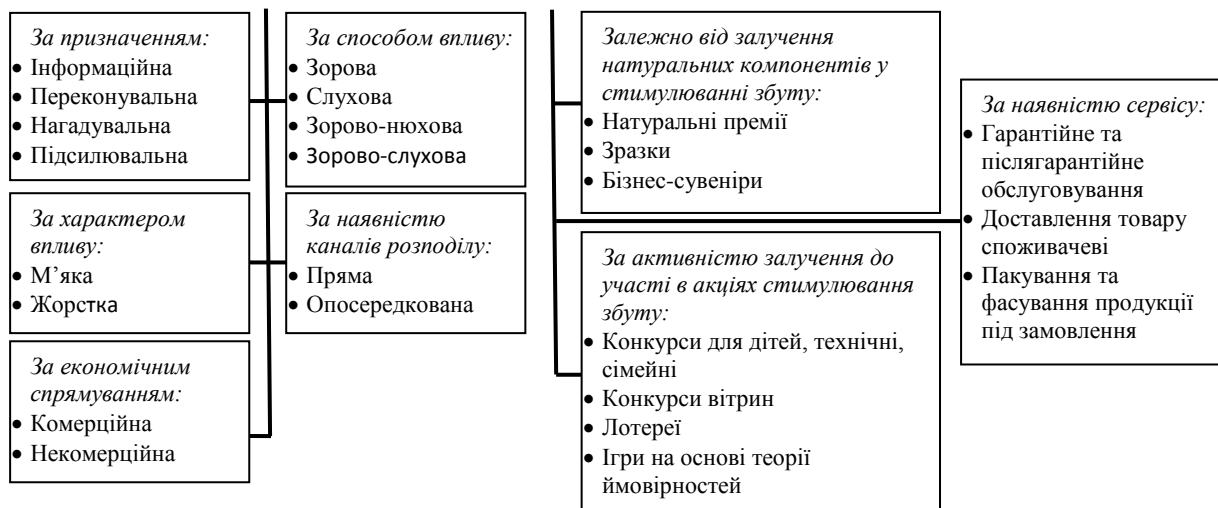 За призначенням:
• Інформаційна
• Переконувальна
• Нагадувальна
• Підсилювальна
За способом впливу:
• Зорова
• Слухова
• Зорово-нюхова
• Зорово-слухова
За характером
впливу:
• М’яка
• Жорстка
За наявністю
каналів розподілу:
• Пряма
• Опосередкована
За економічним
спрямуванням:
• Комерційна
• Некомерційна
Залежно від залучення
натуральних компонентів у
стимулюванні збуту:
• Натуральні премії
• Зразки
• Бізнес-сувеніри
За активністю залучення до
участі в акціях стимулювання
збуту:
• Конкурси для дітей, технічні,
сімейні
• Конкурси вітрин
• Лотереї
• Ігри на основі теорії
ймовірностей
За наявністю сервісу:
• Гарантійне та
післягарантійне
обслуговування
• Доставлення товару
споживачеві
• Пакування та
фасування продукції
під замовлення